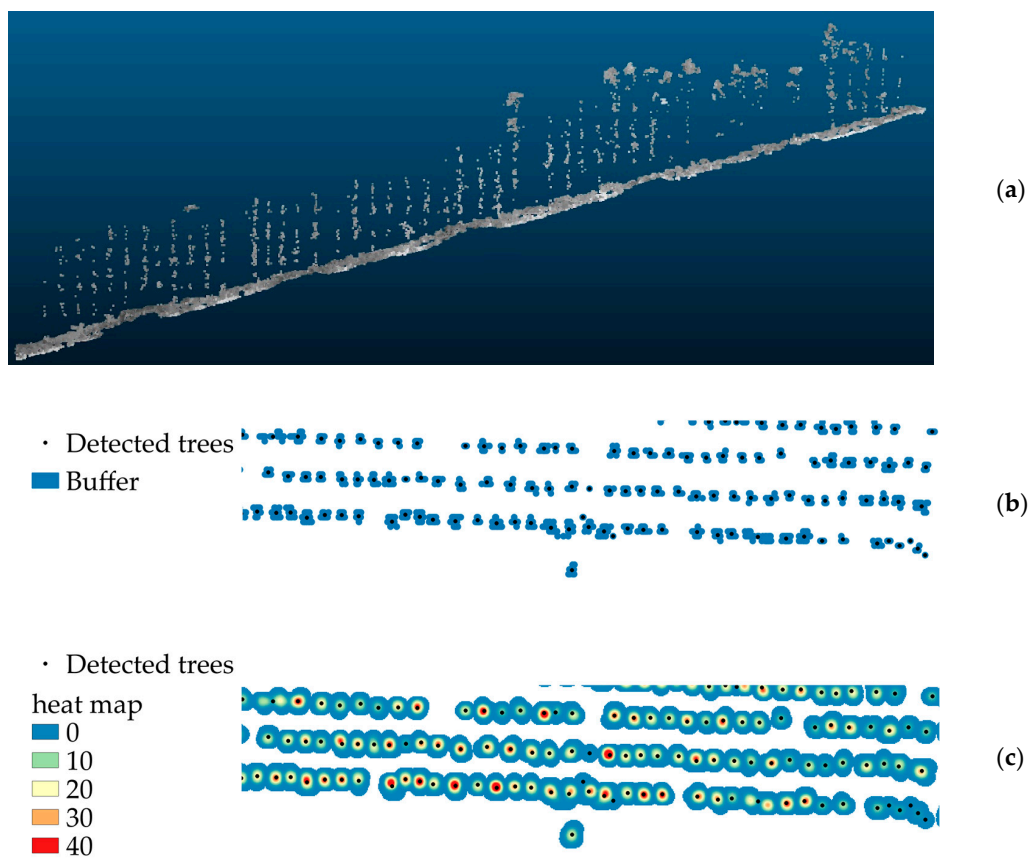 (a)
· Detected trees
Buffer
(b)
· Detected trees
heat map
0
10
20
30
40
(c)